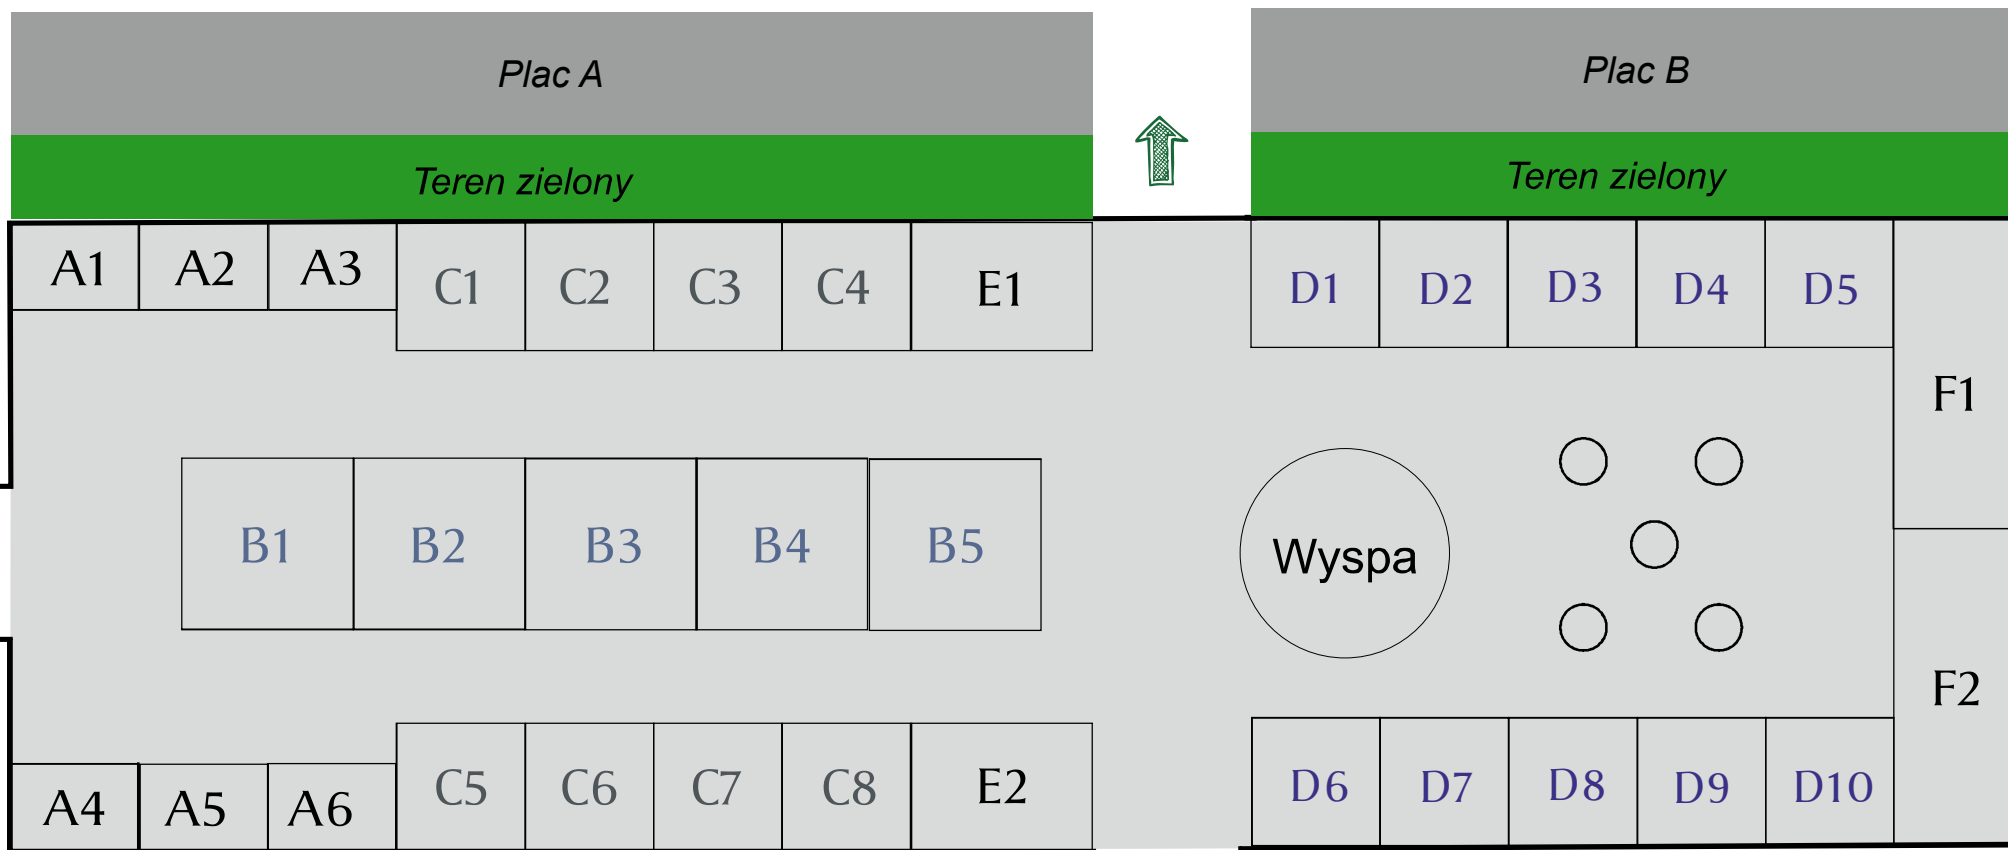 Plac A
Plac B
Teren zielony
Teren zielony
A1 A2 A3 C1 C2 C3 C4 E1 D1 D2 D3 D4 D5
F1
B1 B2 B3 B4 B5 Wyspa
F2
A4 A5 A6 C5 C6 C7 C8 E2 D6 D7 D8 D9 D10